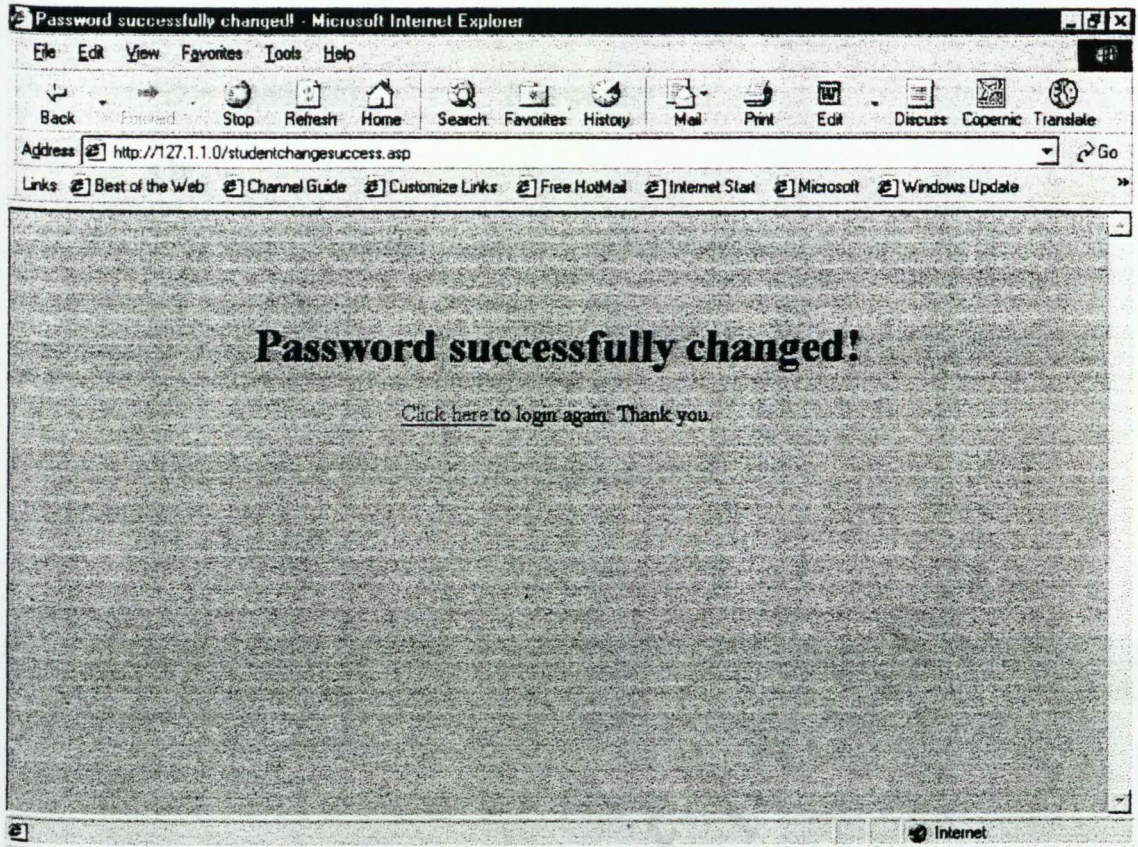 Password successfully changed! - Microsoft Internet Explorer
File Edit View Favorites Tools Help
Back Forward Stop Refresh Home Search Favorites History Mail Print Edit Discuss Copernic Translate
Address http://127.1.1.0/studentchangesuccess.asp Go
Links Best of the Web Channel Guide Customize Links Free HotMail Internet Start Microsoft Windows Update »
Password successfully changed!
Click here to login again. Thank you.
Internet